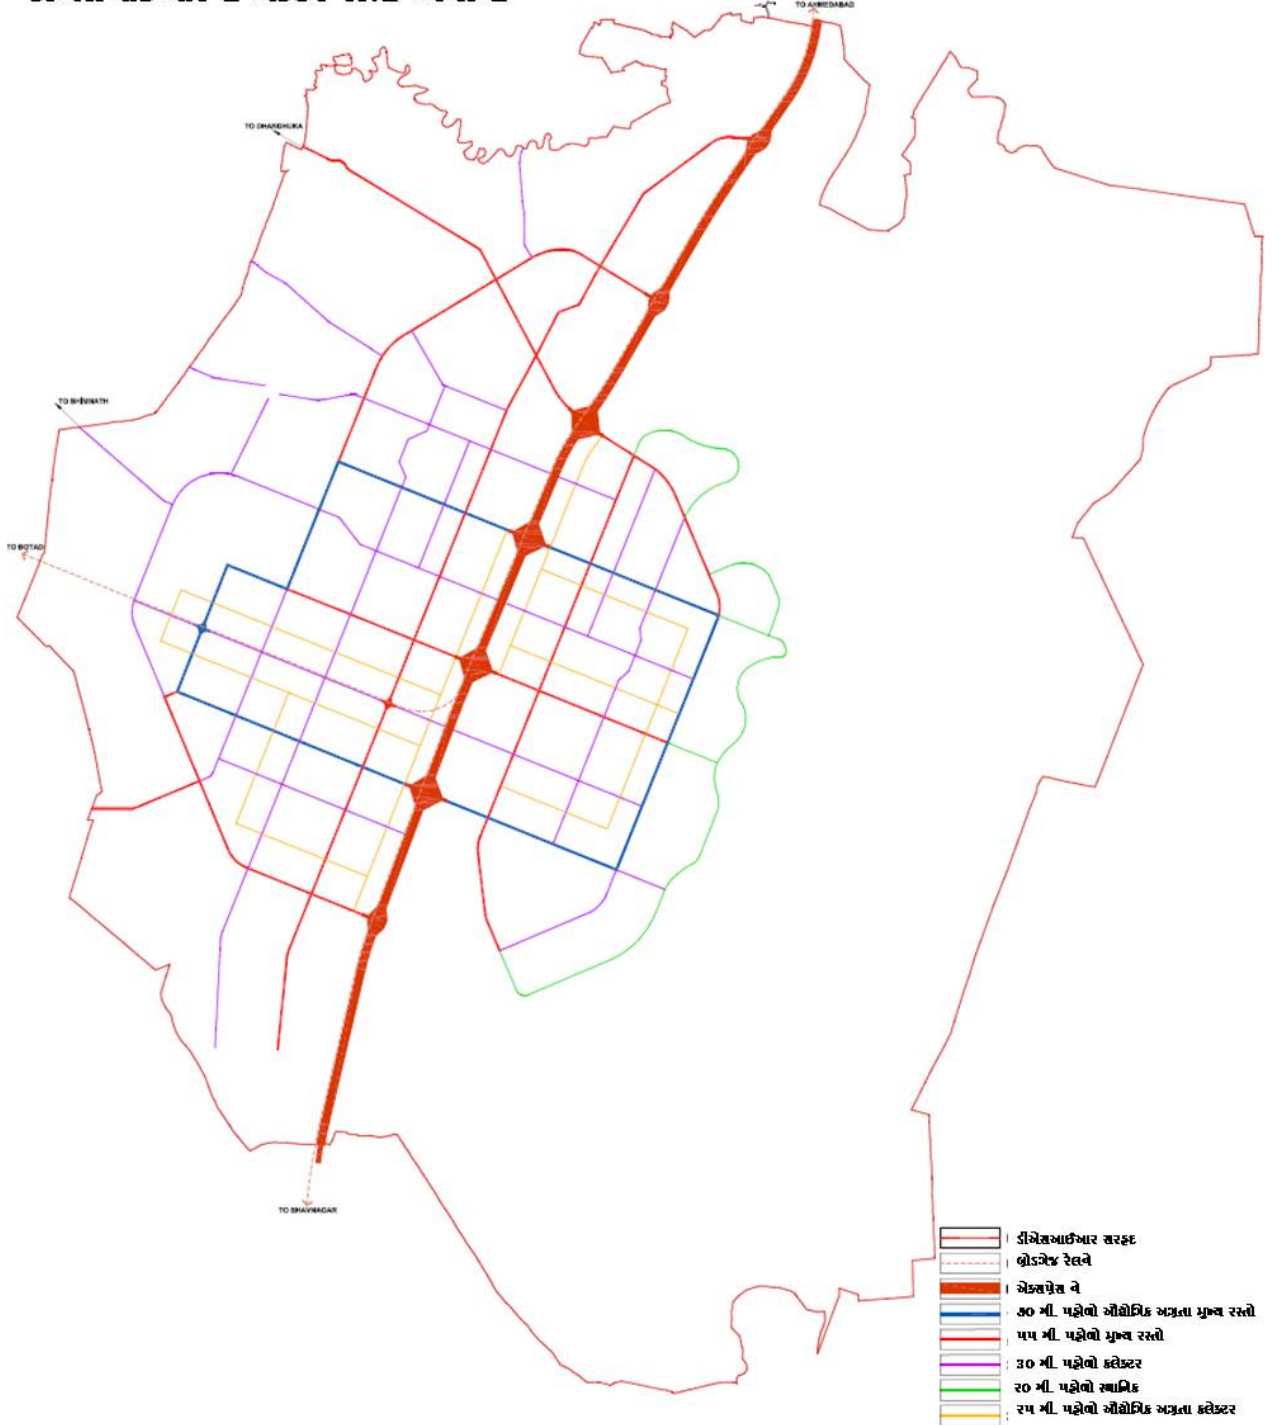 TO AHMEDABAD
TO DHANDHUKA
TO BHIMNATH
TO BOTAD
TO BHAVNAGAR
ડીએસઆઈઆર સરહદ
બ્રોડગેજ રેલવે
એક્સપ્રેસ વે
૭૦ મી. પહોળો ઔદ્યોગિક અગ્રતા મુખ્ય રસ્તો
૫૫ મી. પહોળો મુખ્ય રસ્તો
૩૦ મી. પહોળો કલેક્ટર
૨૦ મી. પહોળો સ્થાનિક
૨૫ મી. પહોળો ઔદ્યોગિક અગ્રતા કલેક્ટર